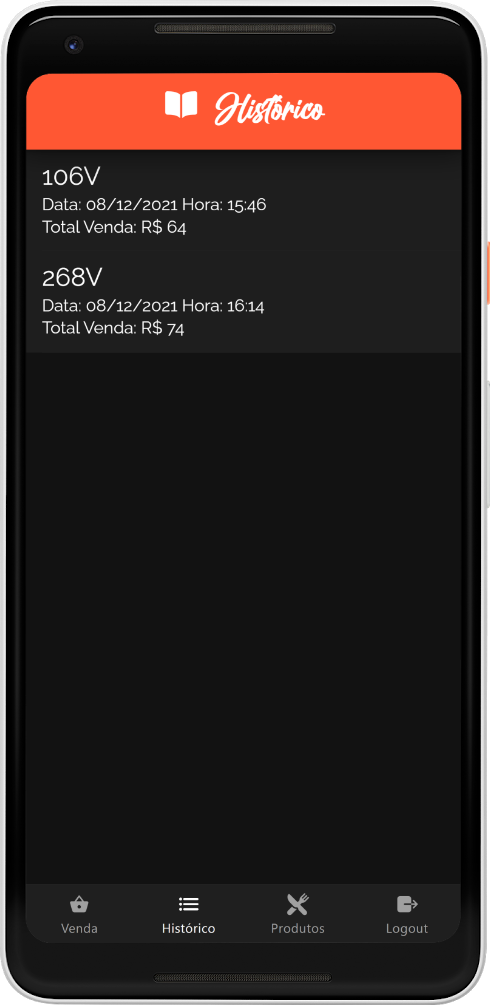 Histórico
106V
Data: 08/12/2021 Hora: 15:46
Total Venda: R$ 64
268V
Data: 08/12/2021 Hora: 16:14
Total Venda: R$ 74
Venda
Histórico
Produtos
Logout